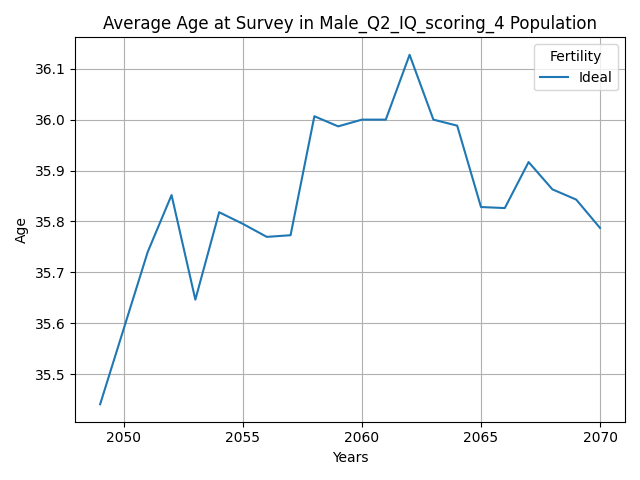 Average Age at Survey in Male_Q2_IQ_scoring_4 Population
Fertility
Ideal
36.1
36.0
35.9
35.8
35.7
35.6
35.5
Age
2050 2055 2060 2065 2070
Years